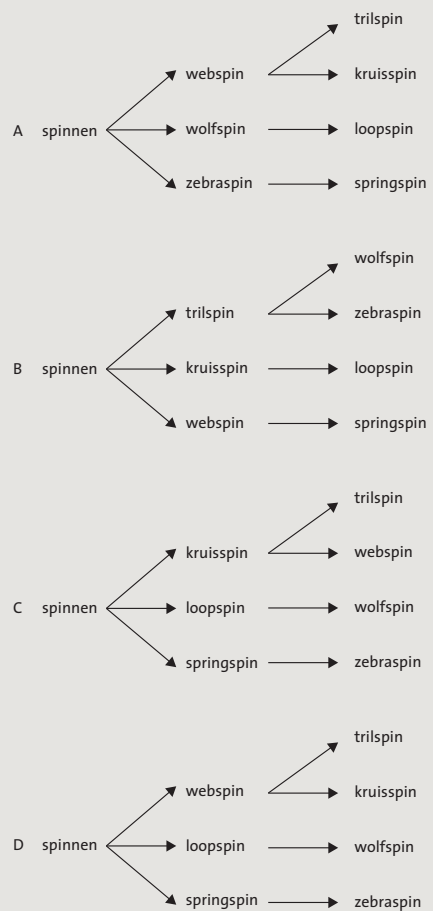 trilspin
webspin
kruisspin
A spinnen wolfspin loopspin
zebraspin springspin
wolfspin
trilspin zebraspin
B spinnen kruisspin loopspin
webspin springspin
trilspin
kruisspin webspin
C spinnen loopspin wolfspin
springspin zebraspin
trilspin
webspin kruisspin
D spinnen loopspin wolfspin
springspin zebraspin